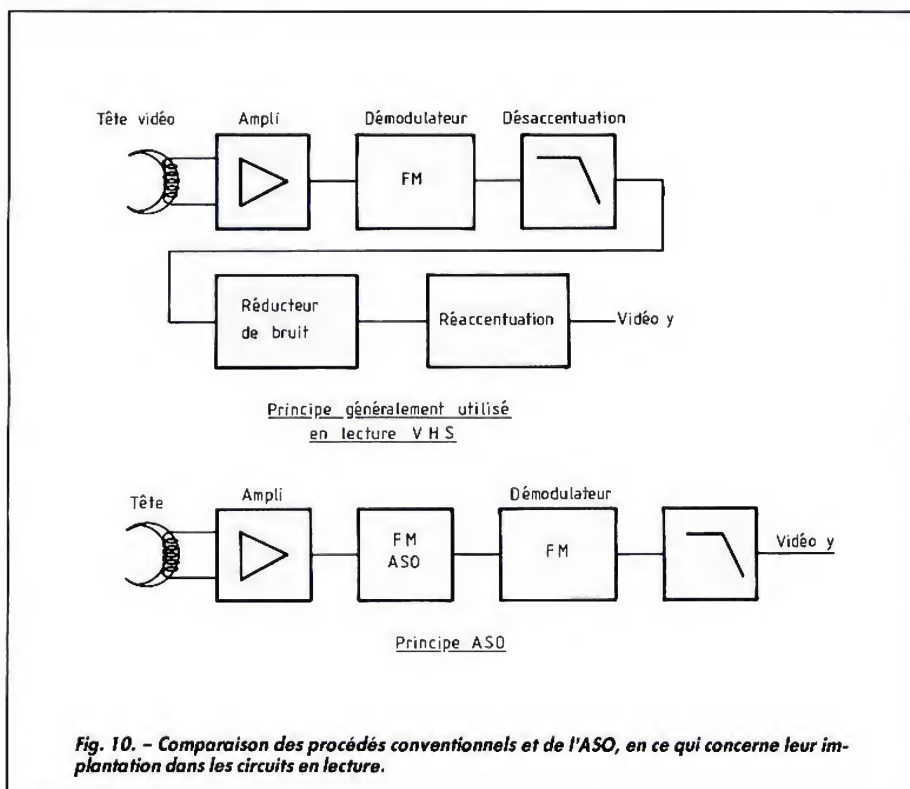 Tête vidéo
Ampli
Démodulateur
Désaccentuation
FM
Réducteur
de bruit
Réaccentuation
Vidéo y
Principe généralement utilisé
en lecture VHS
Tête
Ampli
Démodulateur
FM
ASO
FM
Vidéo y
Principe ASO
Fig. 10. – Comparaison des procédés conventionnels et de l'ASO, en ce qui concerne leur im-
plantation dans les circuits en lecture.